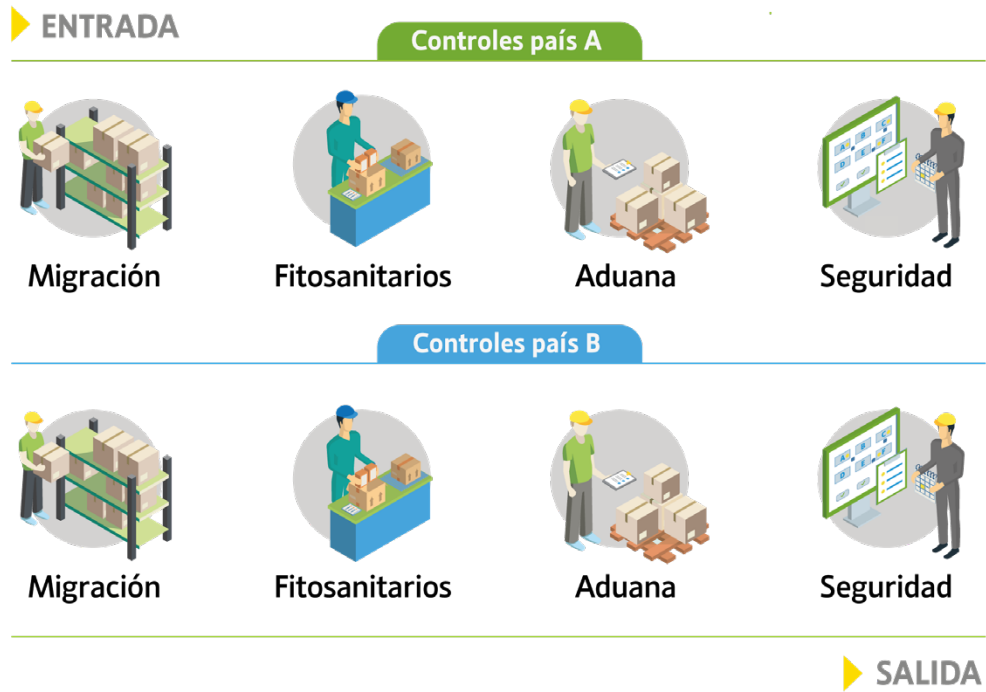 ENTRADA
Controles país A
Migración
Fitosanitarios
Aduana
Seguridad
Controles país B
Migración
Fitosanitarios
Aduana
Seguridad
SALIDA